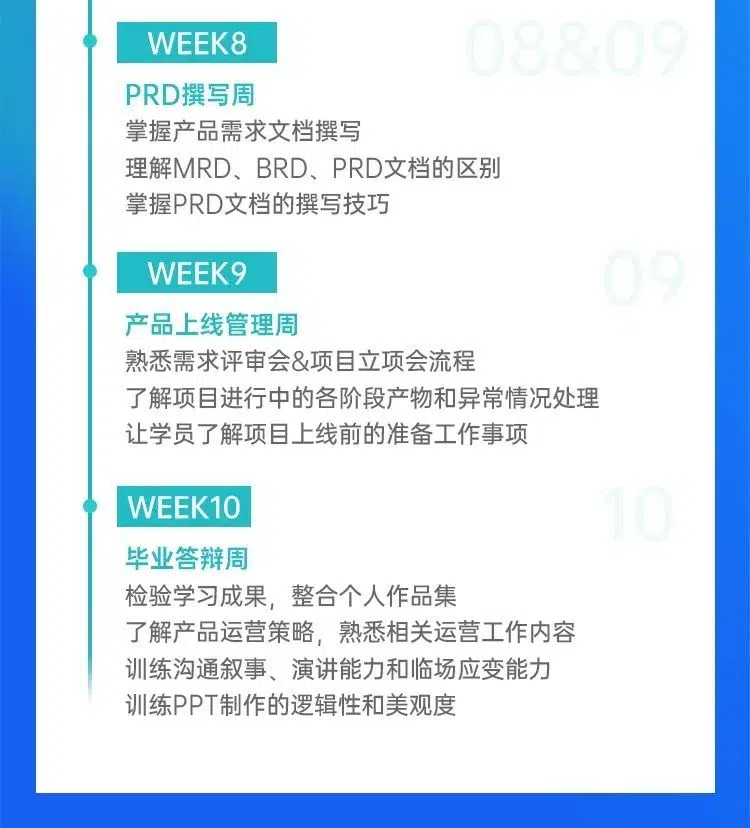 WEEK8
08&09
PRD撰写周
掌握产品需求文档撰写
理解MRD、BRD、PRD文档的区别
掌握PRD文档的撰写技巧
WEEK9
09
产品上线管理周
熟悉需求评审会&项目立项会流程
了解项目进行中的各阶段产物和异常情况处理
让学员了解项目上线前的准备工作事项
WEEK10
10
毕业答辩周
检验学习成果，整合个人作品集
了解产品运营策略，熟悉相关运营工作内容
训练沟通叙事、演讲能力和临场应变能力
训练PPT制作的逻辑性和美观度